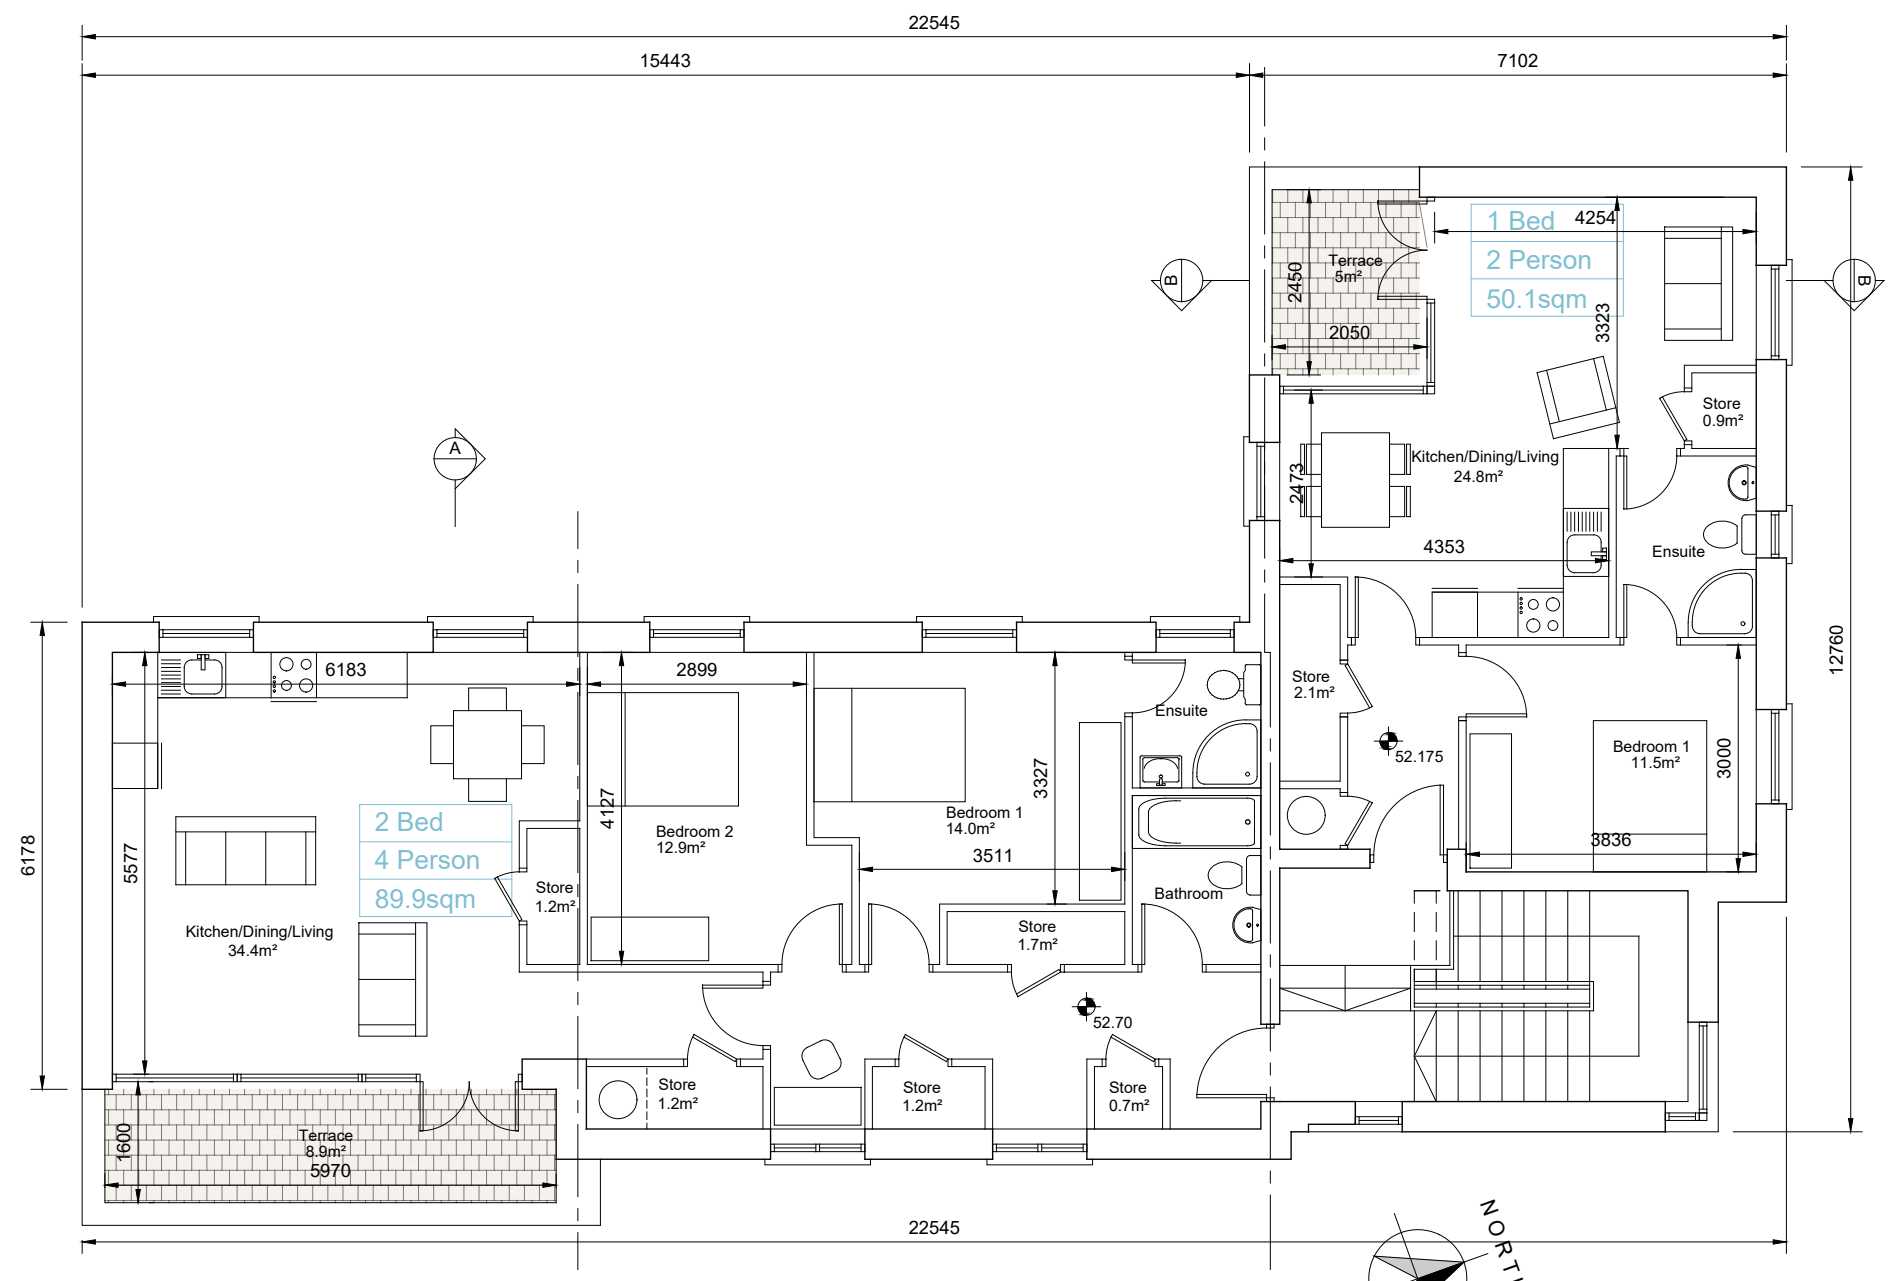 22545
15443
7102
1 Bed
4254
2 Person
50.1sqm
Terrace
5m²
2450
2050
3323
B
B
A
Store
0.9m²
Kitchen/Dining/Living
24.8m²
2473
4353
Ensuite
12760
6183
2899
Ensuite
Store
2.1m²
52.175
Bedroom 1
11.5m²
3000
3836
3327
4127
Bedroom 1
14.0m²
Bedroom 2
12.9m²
3511
2 Bed
4 Person
89.9sqm
6178
5577
Store
1.2m²
Bathroom
Kitchen/Dining/Living
34.4m²
Store
1.7m²
52.70
Store
1.2m²
Store
1.2m²
Store
0.7m²
Terrace
8.9m²
5970
1600
22545
NORTH